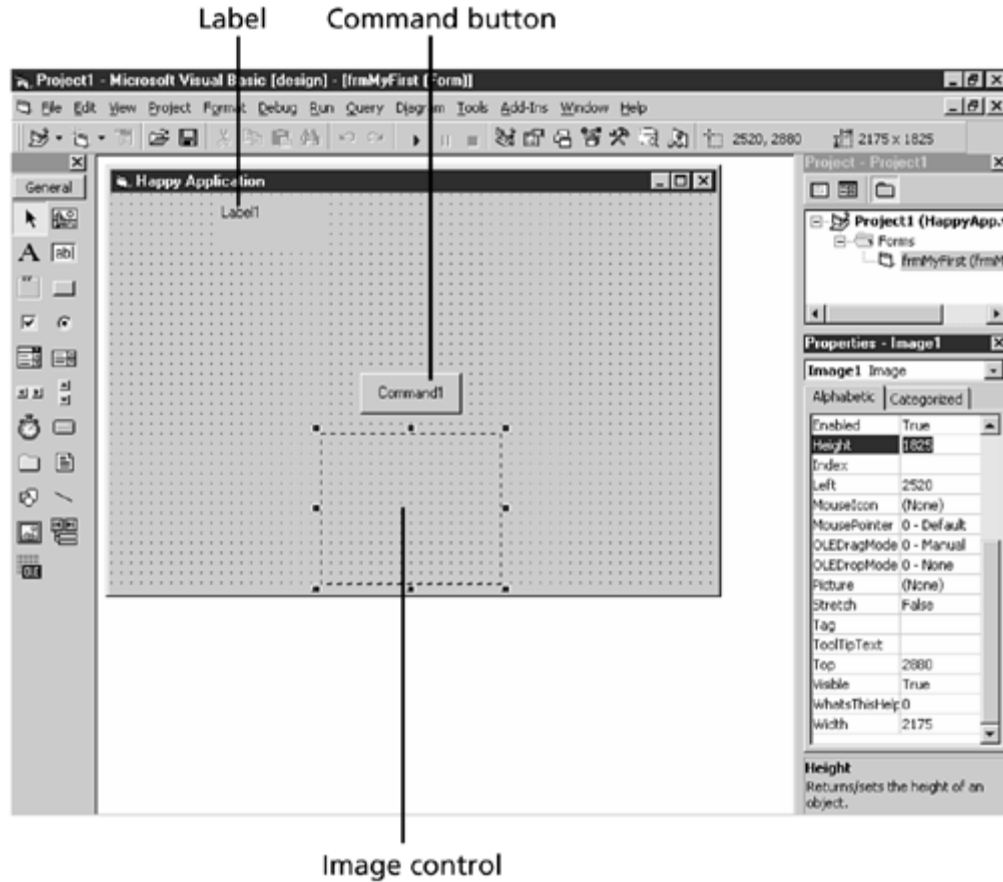 Label Command button
Project1 - Microsoft Visual Basic [design] - [frmMyFirst (Form)]
File Edit View Project Format Debug Run Query Diagram Tools Add-Ins Window Help
2520, 2880 2175 x 1825
General
Happy Application
Label1
Command1
Project - Project1
Project1 (HappyApp.v
Forms
frmMyFirst (frmM
Properties - Image1
Image1 Image
Alphabetic Categorized
Enabled True
Height 1825
Index
Left 2520
MouseIcon (None)
MousePointer 0 - Default
OLEDragMode 0 - Manual
OLEDropMode 0 - None
Picture (None)
Stretch False
Tag
ToolTipText
Top 2880
Visible True
WhatsThisHelp 0
Width 2175
Height
Returns/sets the height of an
object.
A
ab
OLE
Image control